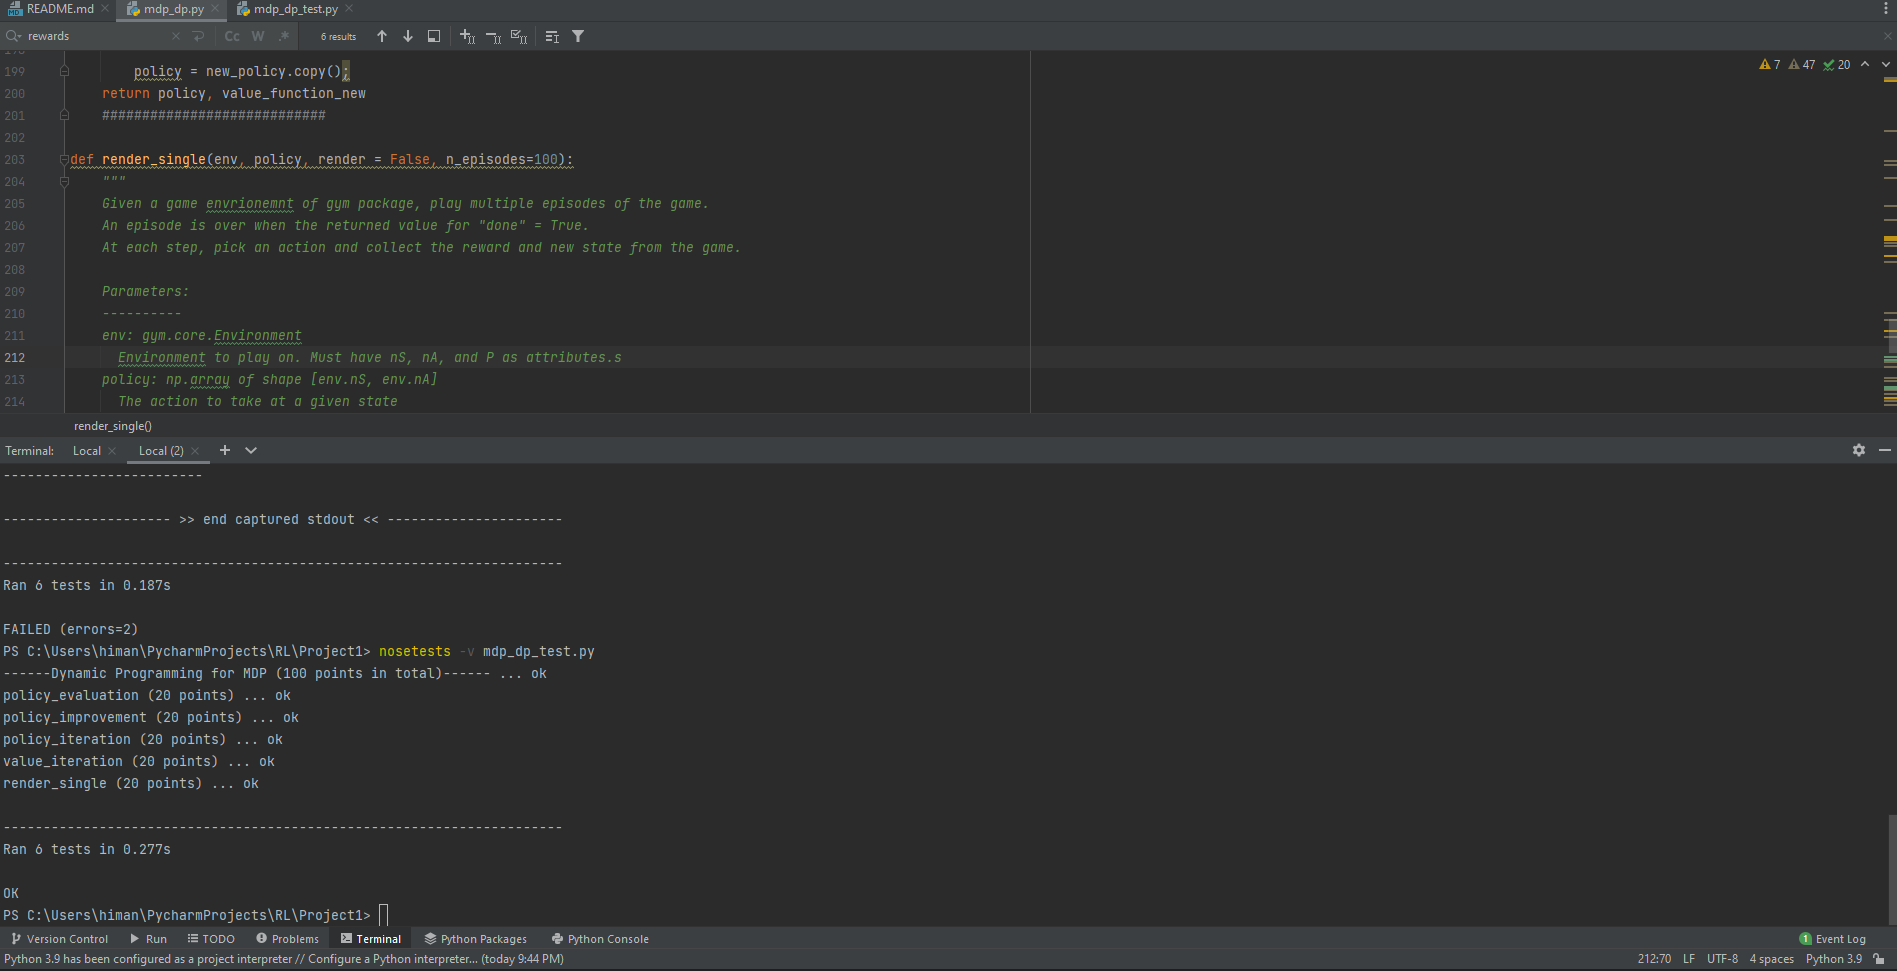 README.md mdp_dp.py mdp_dp_test.py
rewards Cc W .* 6 results
199 policy = new_policy.copy();
7 47 20
200 return policy, value_function_new
201 ############################
202
203 def render_single(env, policy, render = False, n_episodes=100):
204 """
205 Given a game envrionemnt of gym package, play multiple episodes of the game.
206 An episode is over when the returned value for "done" = True.
207 At each step, pick an action and collect the reward and new state from the game.
208
209 Parameters:
210 ----------
211 env: gym.core.Environment
212 Environment to play on. Must have nS, nA, and P as attributes.s
213 policy: np.array of shape [env.nS, env.nA]
214 The action to take at a given state
render_single()
Terminal: Local Local (2)
-------------------------
--------------------- >> end captured stdout << ----------------------
----------------------------------------------------------------------
Ran 6 tests in 0.187s
FAILED (errors=2)
PS C:\Users\himan\PycharmProjects\RL\Project1> nosetests -v mdp_dp_test.py
------Dynamic Programming for MDP (100 points in total)------ ... ok
policy_evaluation (20 points) ... ok
policy_improvement (20 points) ... ok
policy_iteration (20 points) ... ok
value_iteration (20 points) ... ok
render_single (20 points) ... ok
----------------------------------------------------------------------
Ran 6 tests in 0.277s
OK
PS C:\Users\himan\PycharmProjects\RL\Project1>
Version Control Run TODO Problems Terminal Python Packages Python Console 1 Event Log
Python 3.9 has been configured as a project interpreter // Configure a Python interpreter... (today 9:44 PM) 212:70 LF UTF-8 4 spaces Python 3.9